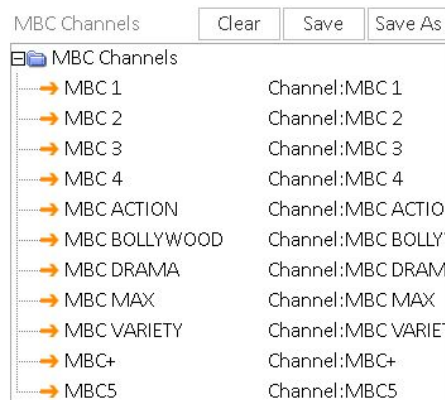 MBC Channels Clear Save Save As
MBC Channels
MBC 1 Channel:MBC 1
MBC 2 Channel:MBC 2
MBC 3 Channel:MBC 3
MBC 4 Channel:MBC 4
MBC ACTION Channel:MBC ACTIO
MBC BOLLYWOOD Channel:MBC BOLLY
MBC DRAMA Channel:MBC DRAM
MBC MAX Channel:MBC MAX
MBC VARIETY Channel:MBC VARIE
MBC+ Channel:MBC+
MBC5 Channel:MBC5